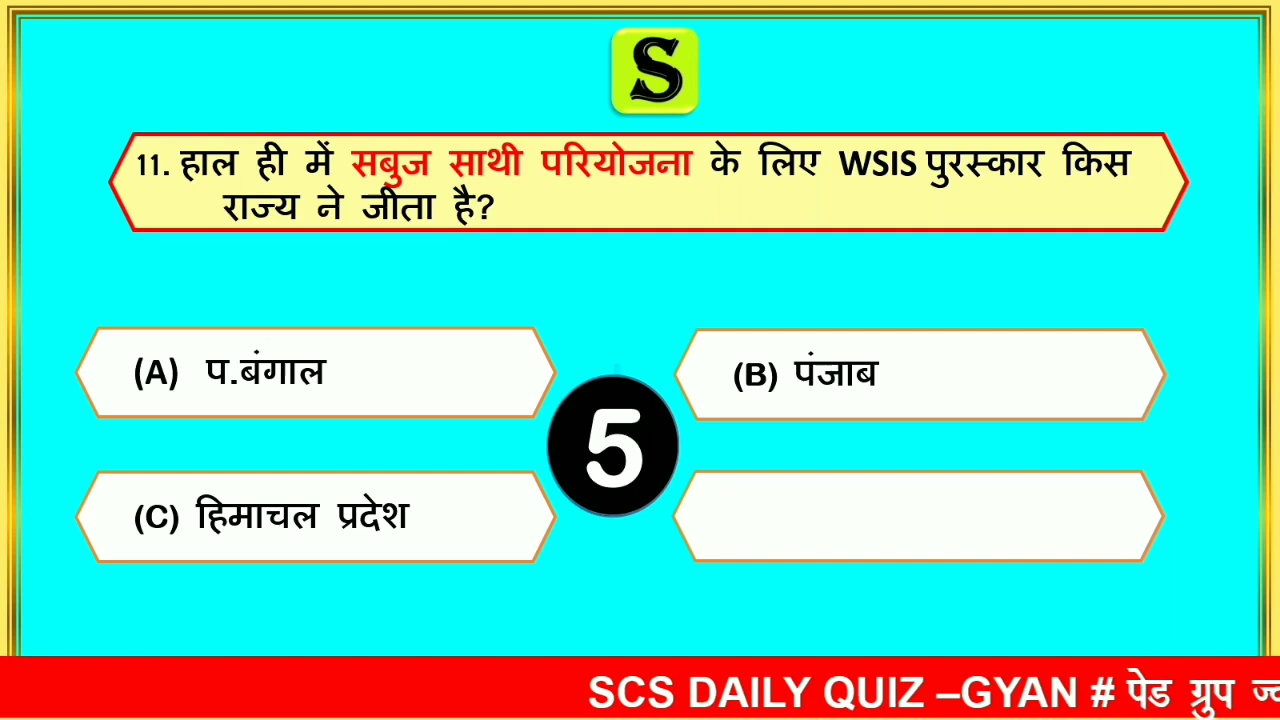 S
11. हाल ही में सबुज साथी परियोजना के लिए WSIS पुरस्कार किस
राज्य ने जीता है?
(A) प.बंगाल
(B) पंजाब
5
(C) हिमाचल प्रदेश
SCS DAILY QUIZ –GYAN # पेड ग्रुप